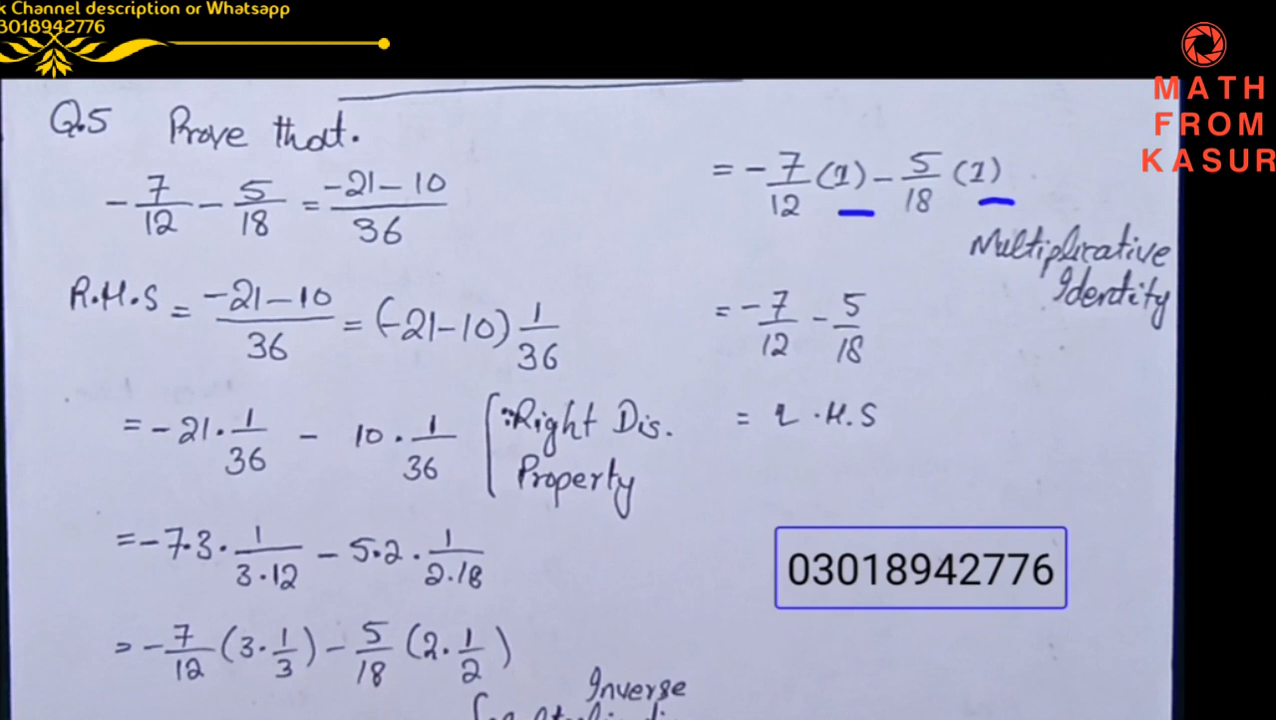 k Channel description or Whatsapp
03018942776
MATH
FROM
KASUR
Q.5 Prove that.
-7/12 - 5/18 = -21-10/36
R.H.S = -21-10/36 = (-21-10) 1/36
= -21 . 1/36 - 10 . 1/36 [∵ Right Dis.
Property
= -7.3 . 1/3.12 - 5.2 . 1/2.18
= -7/12 (3 . 1/3) - 5/18 (2 . 1/2)
Inverse
= -7/12 (1) - 5/18 (1)
Multiplicative
Identity
= -7/12 - 5/18
= L.H.S
03018942776